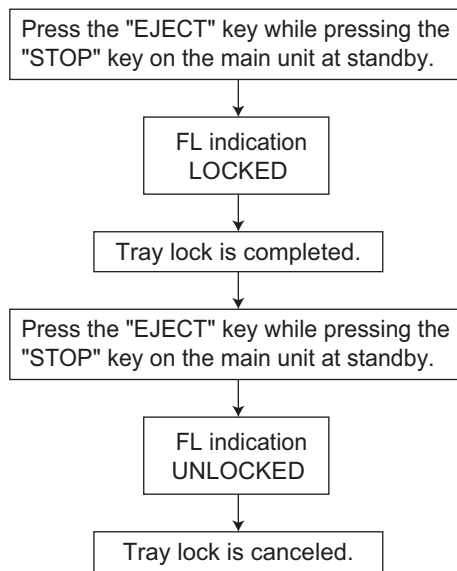 Press the "EJECT" key while pressing the
"STOP" key on the main unit at standby.
FL indication
LOCKED
Tray lock is completed.
Press the "EJECT" key while pressing the
"STOP" key on the main unit at standby.
FL indication
UNLOCKED
Tray lock is canceled.